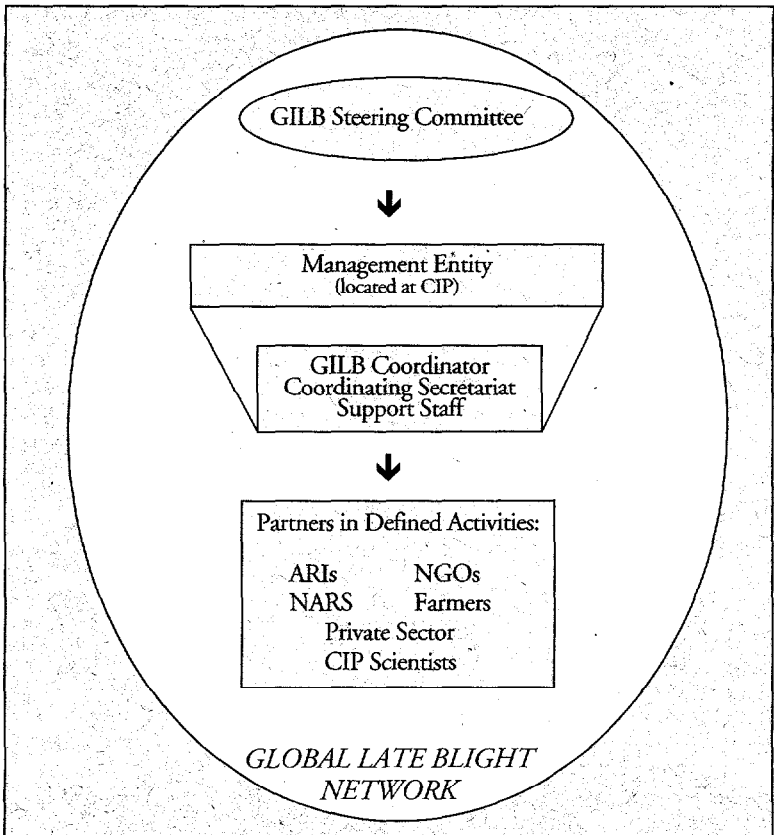 GILB Steering Committee
Management Entity
(located at CIP)
GILB Coordinator
Coordinating Secretariat
Support Staff
Partners in Defined Activities:
ARIs NGOs
NARS Farmers
Private Sector
CIP Scientists
GLOBAL LATE BLIGHT
NETWORK